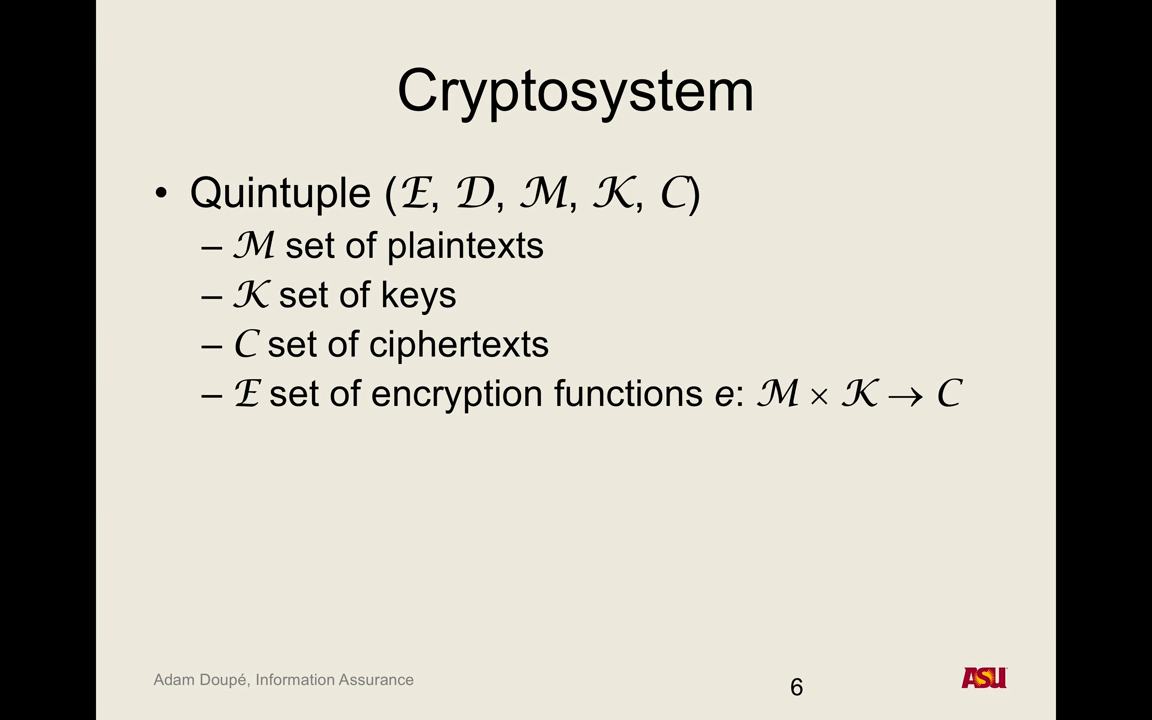 Cryptosystem
• Quintuple (ℰ, 𝒟, ℳ, 𝒦, 𝒞)
– ℳ set of plaintexts
– 𝒦 set of keys
– 𝒞 set of ciphertexts
– ℰ set of encryption functions e: ℳ × 𝒦 → 𝒞
Adam Doupé, Information Assurance
6
ASU